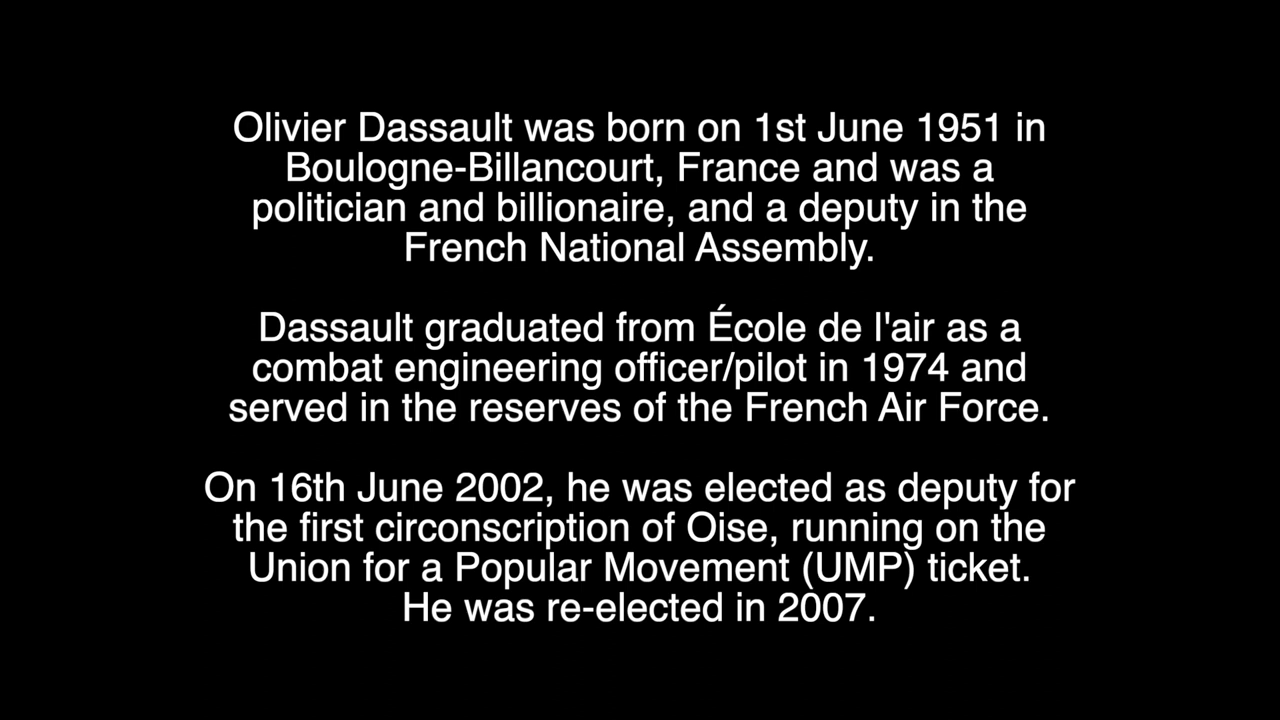 Olivier Dassault was born on 1st June 1951 in
Boulogne-Billancourt, France and was a
politician and billionaire, and a deputy in the
French National Assembly.
Dassault graduated from École de l'air as a
combat engineering officer/pilot in 1974 and
served in the reserves of the French Air Force.
On 16th June 2002, he was elected as deputy for
the first circonscription of Oise, running on the
Union for a Popular Movement (UMP) ticket.
He was re-elected in 2007.